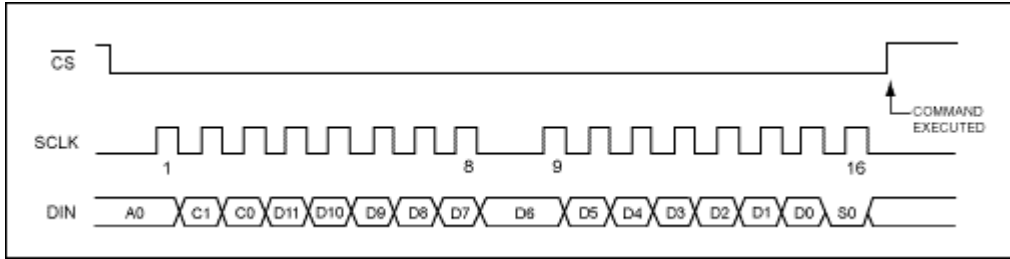 CS
COMMAND
EXECUTED
SCLK
1 8 9 16
DIN A0 C1 C0 D11 D10 D9 D8 D7 D6 D5 D4 D3 D2 D1 D0 S0